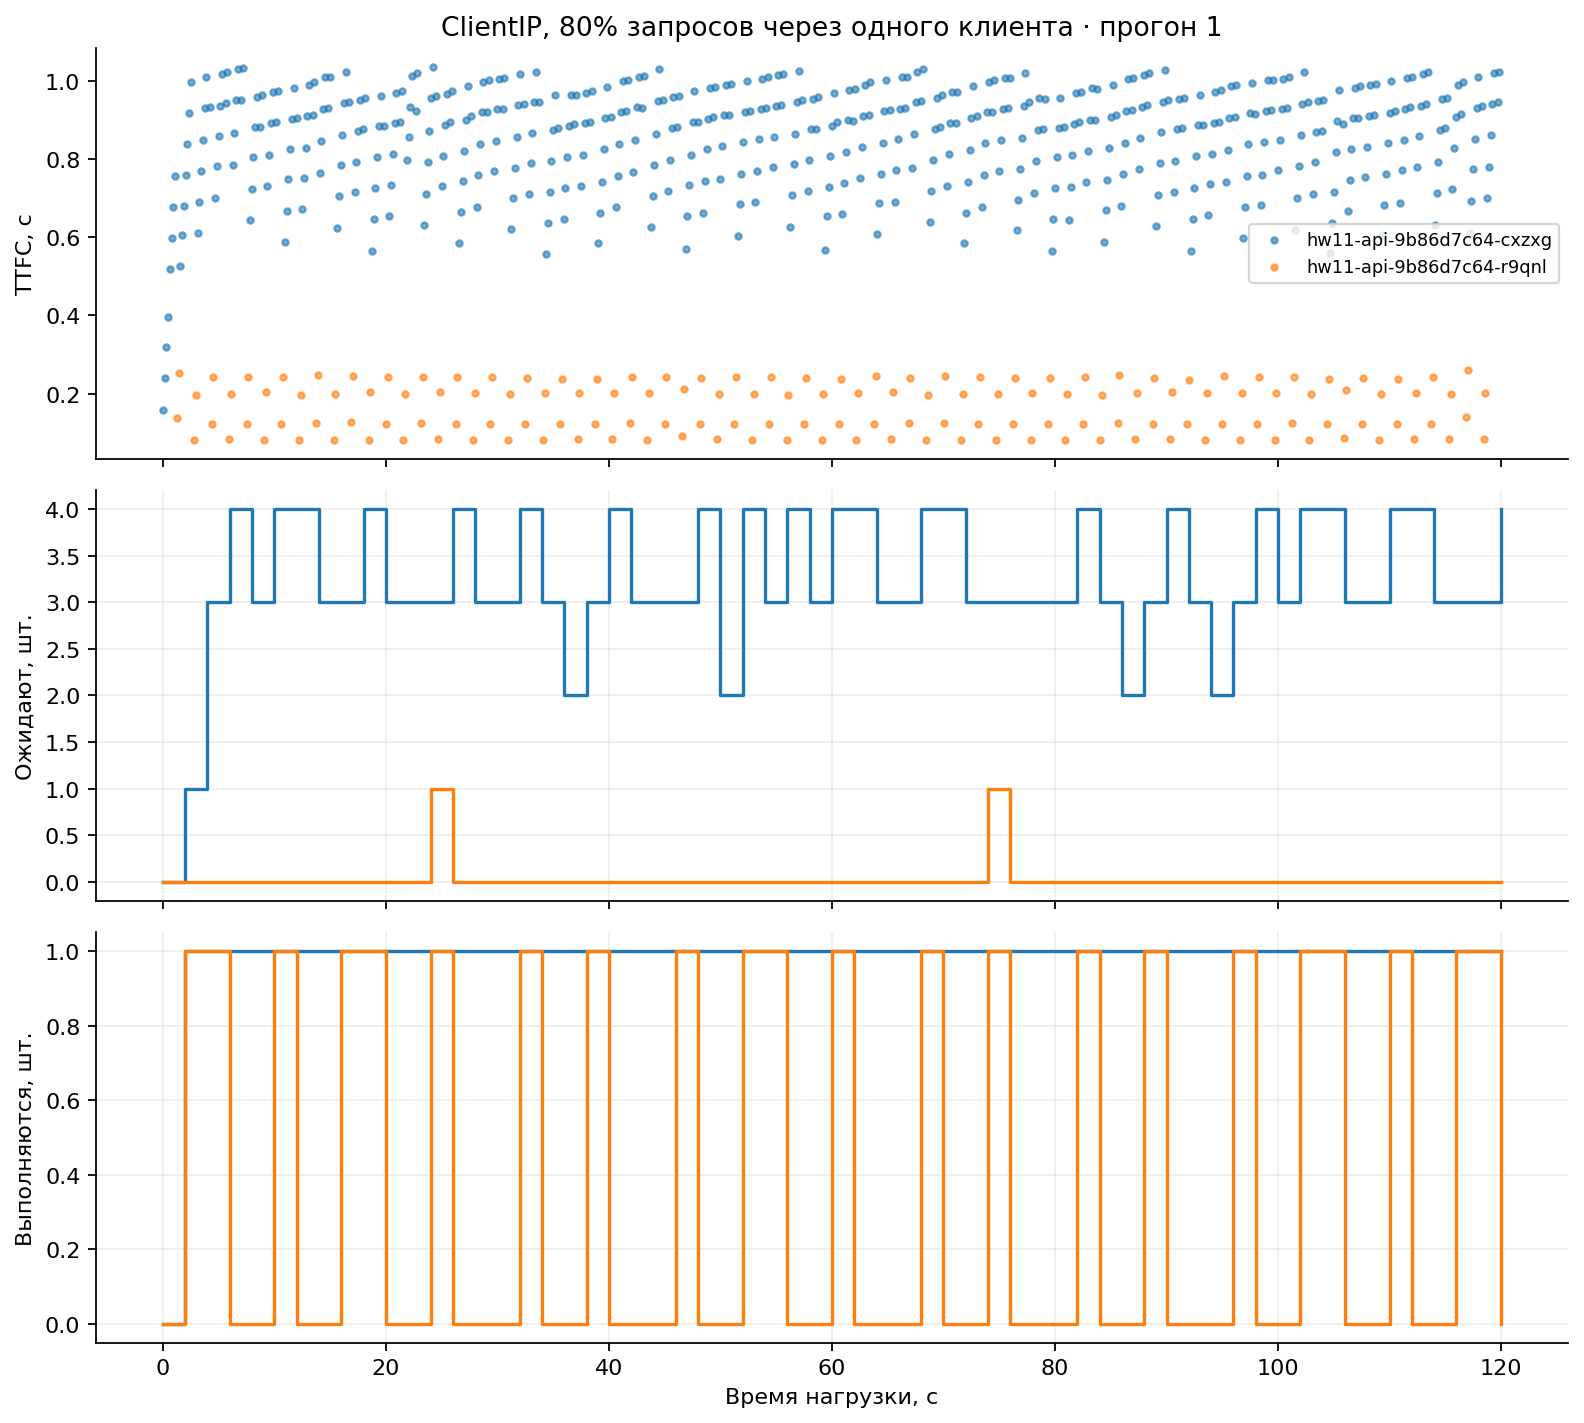 ClientIP, 80% запросов через одного клиента · прогон 1
TTFC, с
1.0
0.8
0.6
0.4
0.2
hw11-api-9b86d7c64-cxzxg
hw11-api-9b86d7c64-r9qnl
Ожидают, шт.
4.0
3.5
3.0
2.5
2.0
1.5
1.0
0.5
0.0
Выполняются, шт.
1.0
0.8
0.6
0.4
0.2
0.0
0 20 40 60 80 100 120
Время нагрузки, с